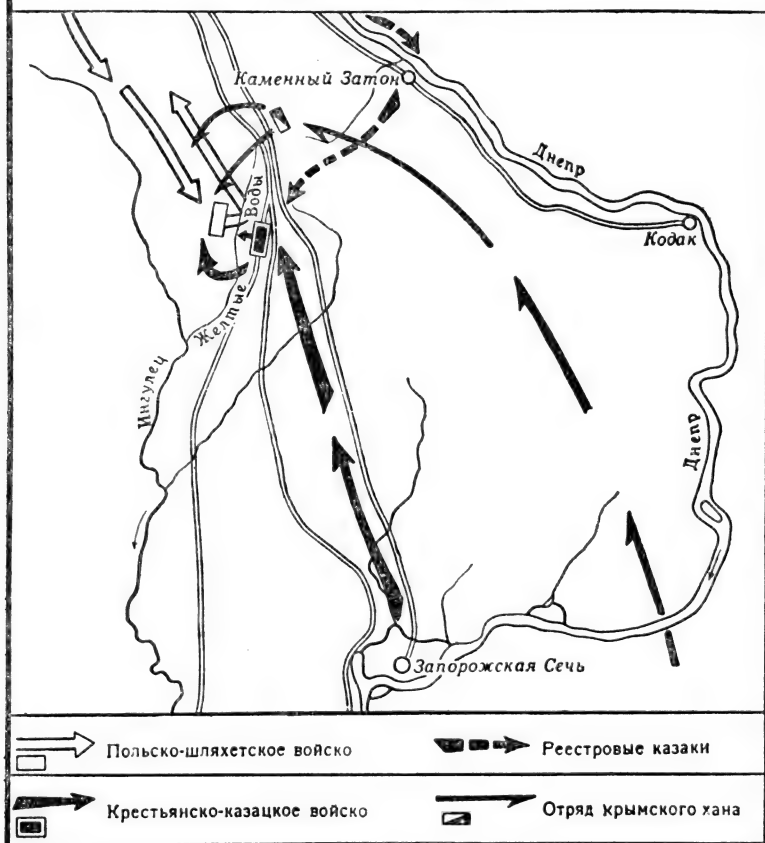 Каменный Затон
Днепр
Воды
Кодак
Желтые
Ингулец
Днепр
Запорожская Сечь
Польско-шляхетское войско
Реестровые казаки
Крестьянско-казацкое войско
Отряд крымского хана